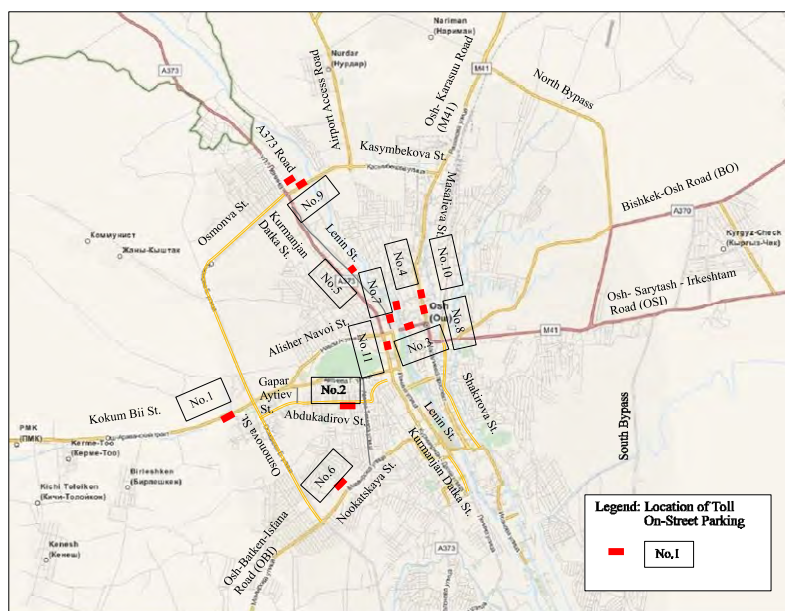 Nariman
(Нариман)
Nurdar
(Нурдар)
A373
M41
Airport Access Road
Osh- Karasuu Road
(M41)
North Bypass
A373 Road
Kasymbekova St.
Masalieva St.
Bishkek-Osh Road (BO)
A370
No.9
Osmonva St.
Kurmanjan
Datka St.
Lenin St.
Коммунист
Жаны-Кыштак
Kyrgyz-Check
(Кыргыз-Чек)
No.4
No.10
No.5
A373
No.7
Osh- Sarytash - Irkeshtam
Road (OSI)
Osh
(Ош)
No.8
M41
Alisher Navoi St.
No.11
No.3
Gapar
Aytiev
St.
No.2
No.1
Kokum Bii St.
Abdukadirov St.
Shakirova St.
Lenin St.
РМК
(ПМК)
Kerme-Too
(Керме-Тоо)
Osmonova St.
Kurmanjan Datka St.
South Bypass
Birleshken
(Бирлешкен)
No.6
Nookatskaya St.
Kichi Toleiken
(Кичи-Толойкон)
Legend: Location of Toll
On-Street Parking
No.1
Osh-Batken-Isfana
Road (OBI)
Kenesh
(Кенеш)
A373